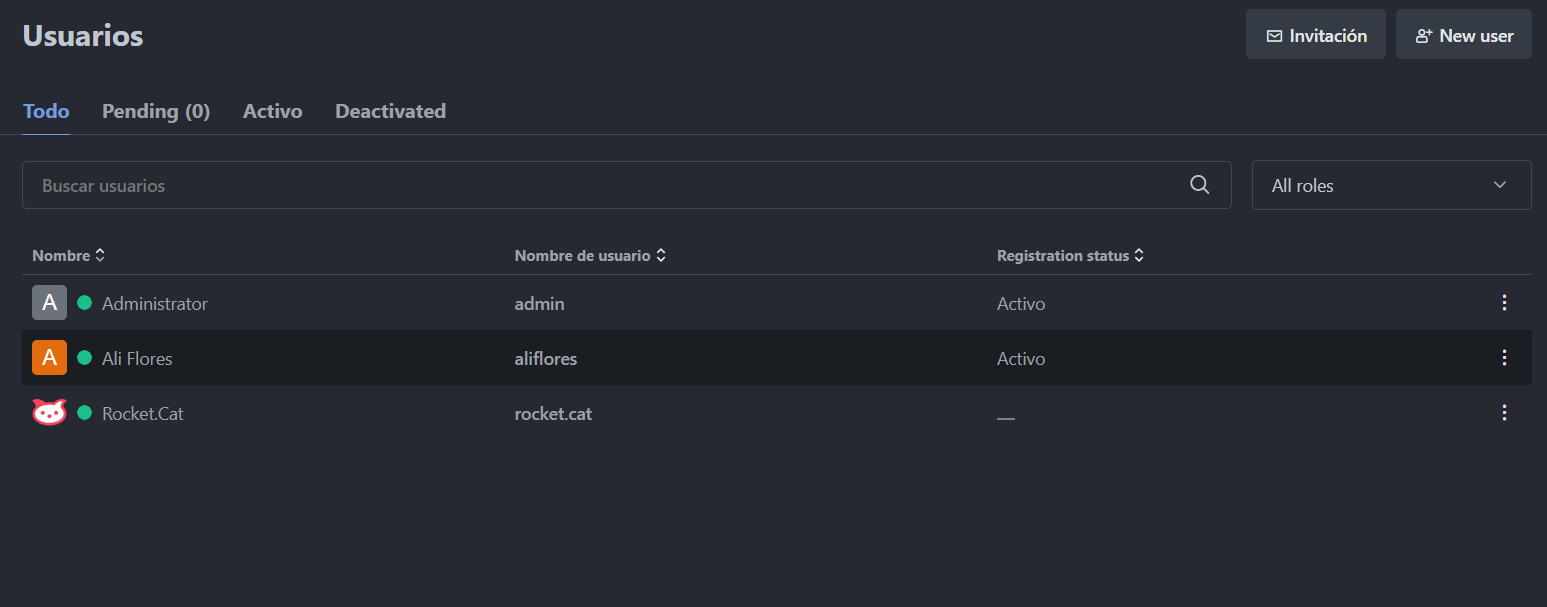 Usuarios
Invitación New user
Todo Pending (0) Activo Deactivated
Buscar usuarios All roles
Nombre Nombre de usuario Registration status
A Administrator admin Activo
A Ali Flores aliflores Activo
Rocket.Cat rocket.cat —